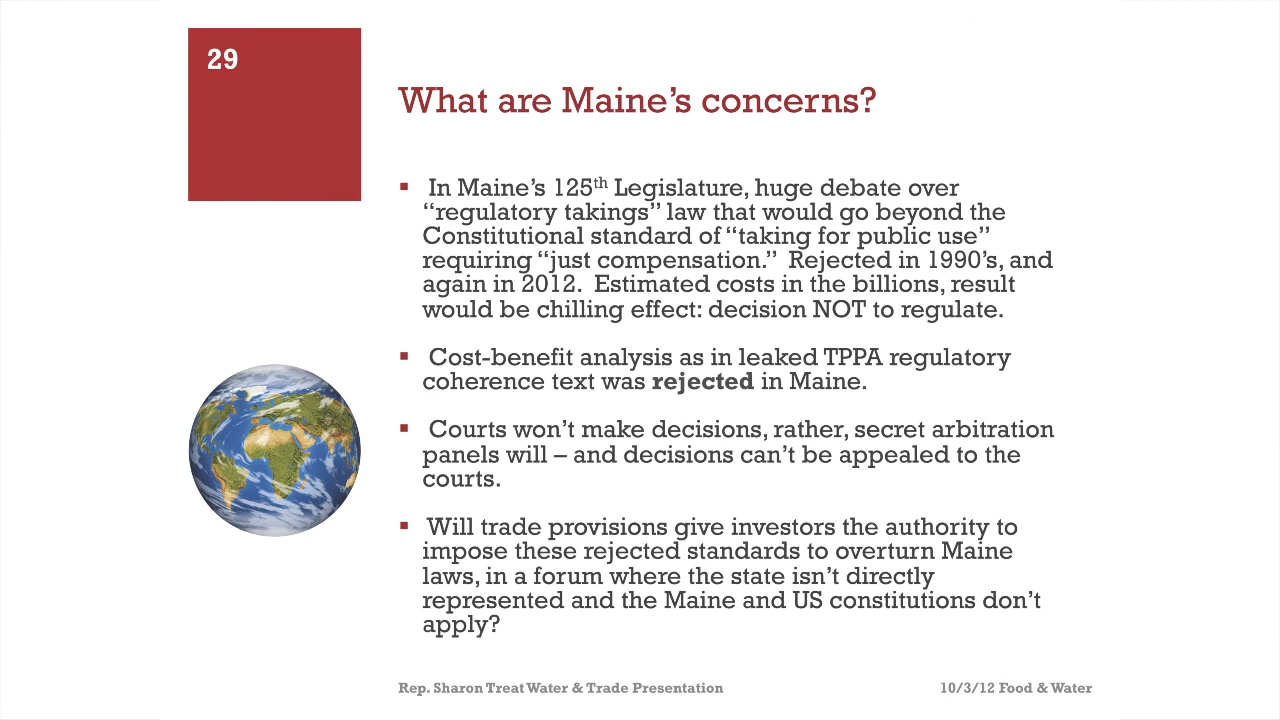 29
What are Maine’s concerns?
▪ In Maine’s 125th Legislature, huge debate over
“regulatory takings” law that would go beyond the
Constitutional standard of “taking for public use”
requiring “just compensation.”  Rejected in 1990’s, and
again in 2012.  Estimated costs in the billions, result
would be chilling effect: decision NOT to regulate.
▪ Cost-benefit analysis as in leaked TPPA regulatory
coherence text was rejected in Maine.
▪ Courts won’t make decisions, rather, secret arbitration
panels will – and decisions can’t be appealed to the
courts.
▪ Will trade provisions give investors the authority to
impose these rejected standards to overturn Maine
laws, in a forum where the state isn’t directly
represented and the Maine and US constitutions don’t
apply?
Rep. Sharon Treat Water & Trade Presentation
10/3/12 Food & Water